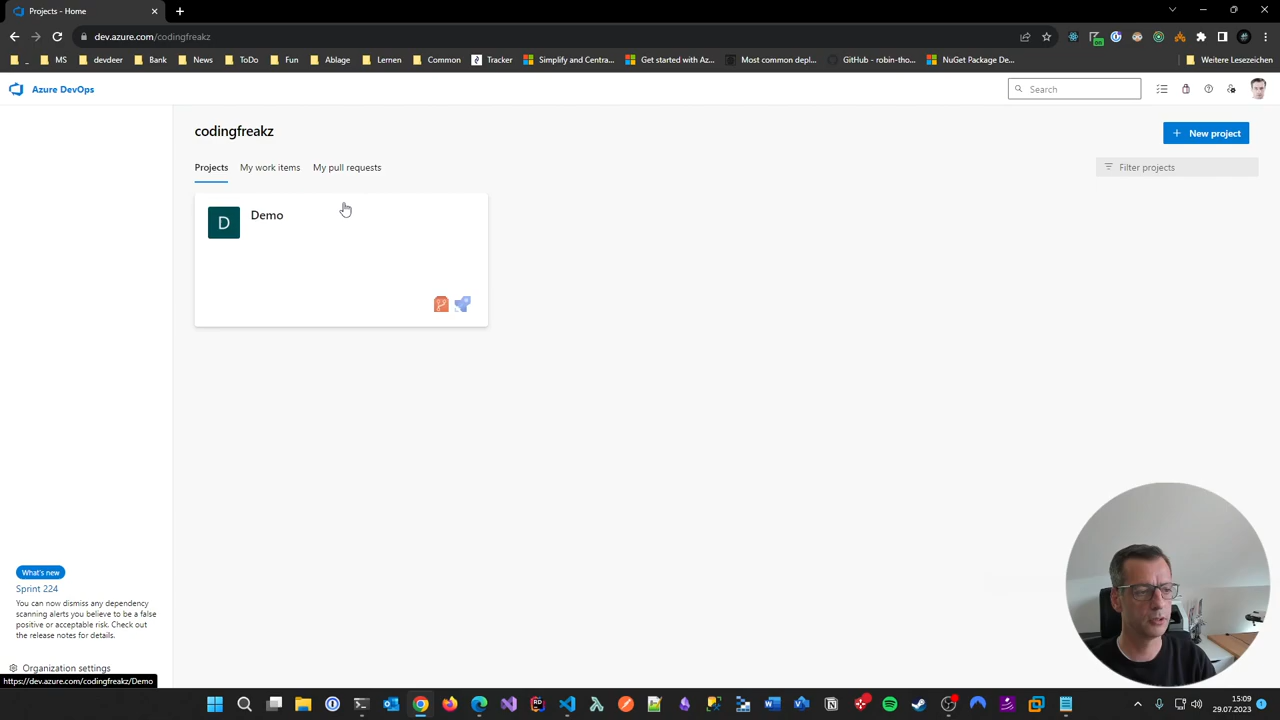 Projects - Home
dev.azure.com/codingfreakz
MS
devdeer
Bank
News
ToDo
Fun
Ablage
Lernen
Common
Tracker
Simplify and Centra...
Get started with Az...
Most common depl...
GitHub - robin-tho...
NuGet Package De...
Weitere Lesezeichen
Azure DevOps
Search
codingfreakz
New project
Projects
My work items
My pull requests
Filter projects
D
Demo
What's new
Sprint 224
You can now dismiss any dependency
scanning alerts you believe to be a false
positive or acceptable risk. Check out
the release notes for details.
Organization settings
https://dev.azure.com/codingfreakz/Demo
15:09
29.07.2023